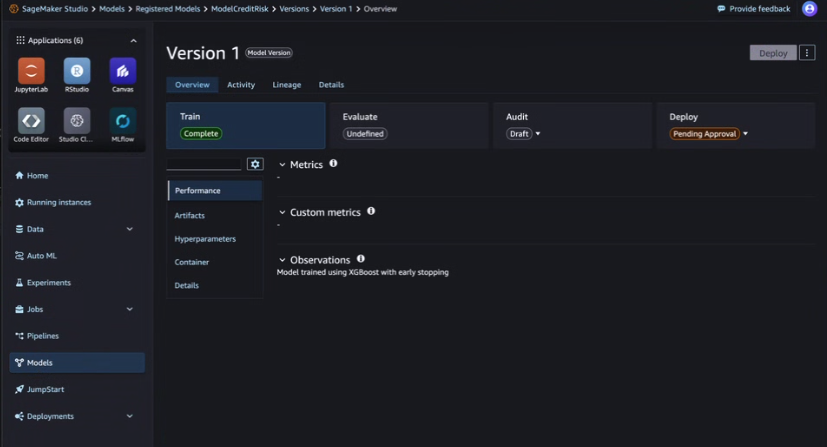 SageMaker Studio > Models > Registered Models > ModelCreditRisk > Versions > Version 1 > Overview
Provide feedback
Applications (6)
JupyterLab
RStudio
Canvas
Code Editor
Studio Cl...
MLflow
Home
Running instances
Data
Auto ML
Experiments
Jobs
Pipelines
Models
JumpStart
Deployments
Version 1 Model Version
Deploy
Overview Activity Lineage Details
Train
Complete
Evaluate
Undefined
Audit
Draft
Deploy
Pending Approval
Performance
Artifacts
Hyperparameters
Container
Details
Metrics
-
Custom metrics
-
Observations
Model trained using XGBoost with early stopping